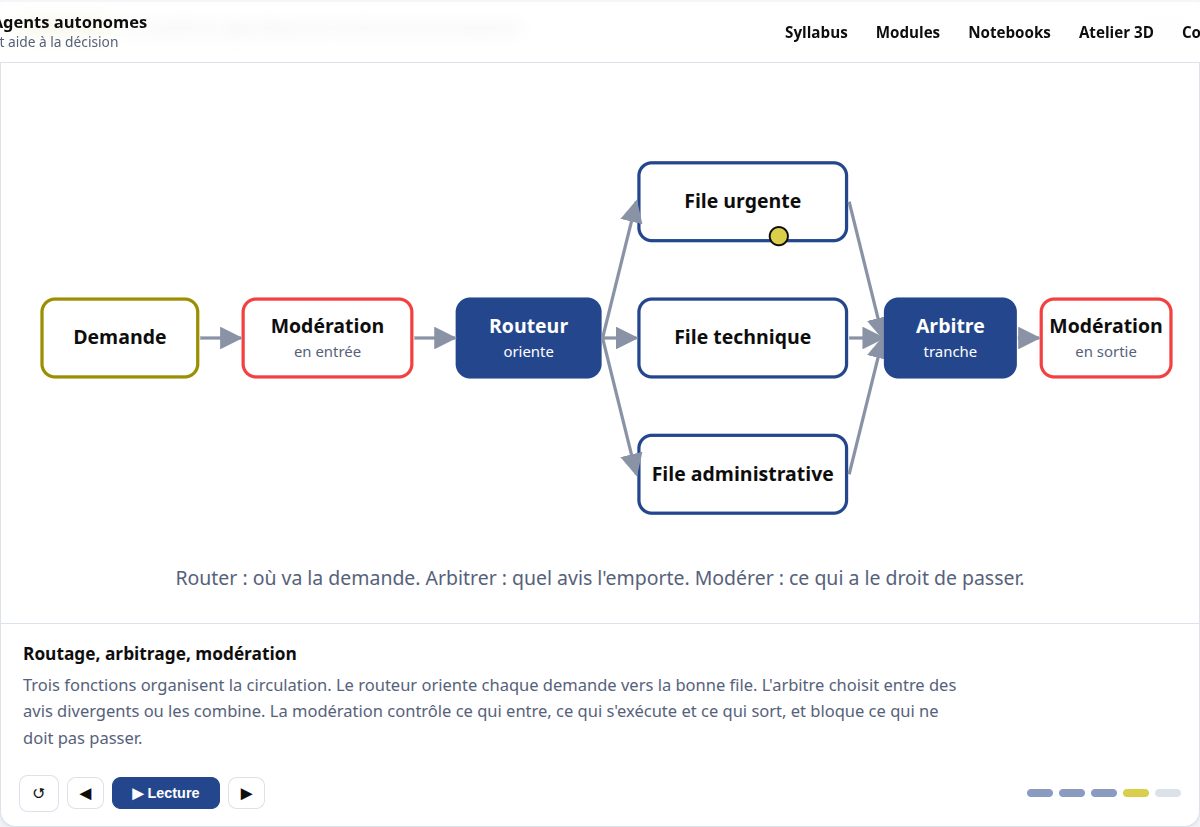 Agents autonomes
t aide à la décision
Syllabus Modules Notebooks Atelier 3D Co
File urgente
Demande
Modération
en entrée
Routeur
oriente
File technique
Arbitre
tranche
Modération
en sortie
File administrative
Router : où va la demande. Arbitrer : quel avis l'emporte. Modérer : ce qui a le droit de passer.
Routage, arbitrage, modération
Trois fonctions organisent la circulation. Le routeur oriente chaque demande vers la bonne file. L'arbitre choisit entre des
avis divergents ou les combine. La modération contrôle ce qui entre, ce qui s'exécute et ce qui sort, et bloque ce qui ne
doit pas passer.
▶ Lecture